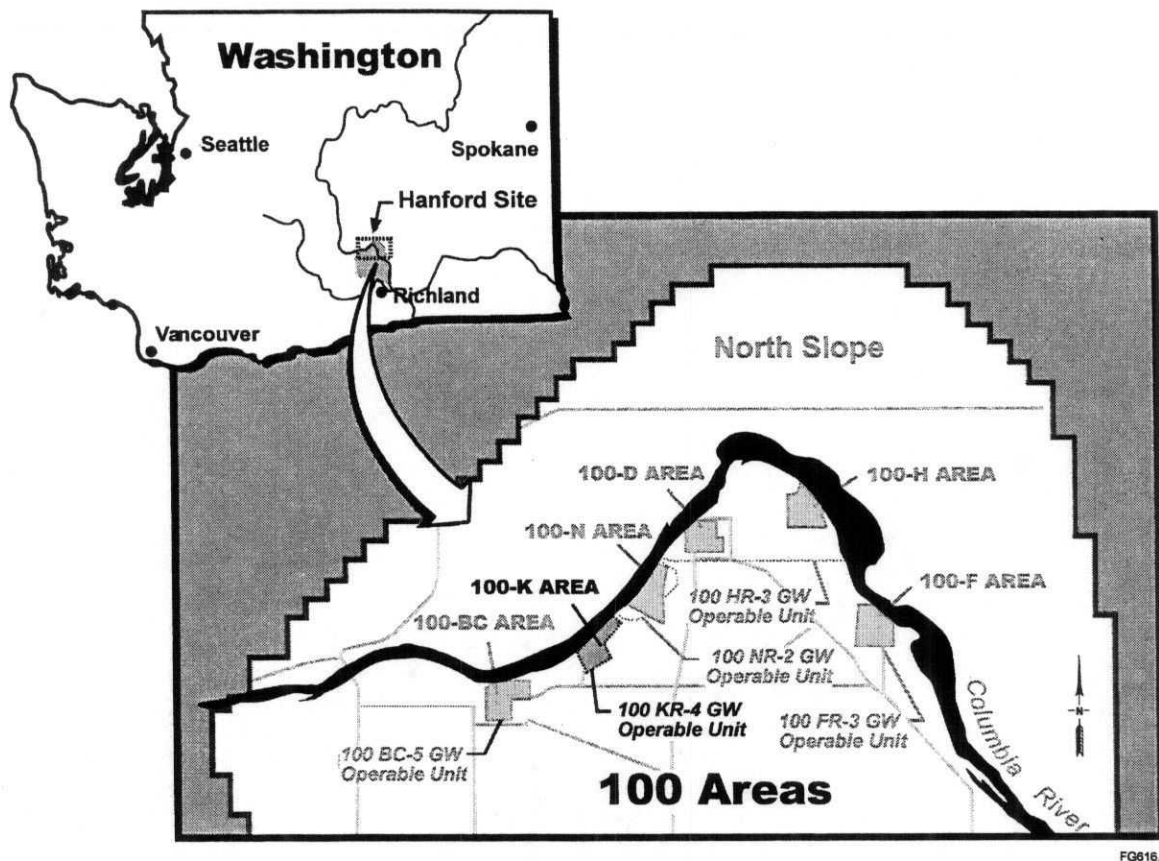 Washington
Seattle
Spokane
Hanford Site
Richland
Vancouver
North Slope
100-D AREA
100-H AREA
100-N AREA
100-K AREA
100-F AREA
100-BC AREA
100 HR-3 GW
Operable Unit
100 NR-2 GW
Operable Unit
100 KR-4 GW
Operable Unit
100 FR-3 GW
Operable Unit
100 BC-5 GW
Operable Unit
Columbia River
N
100 Areas
FG616